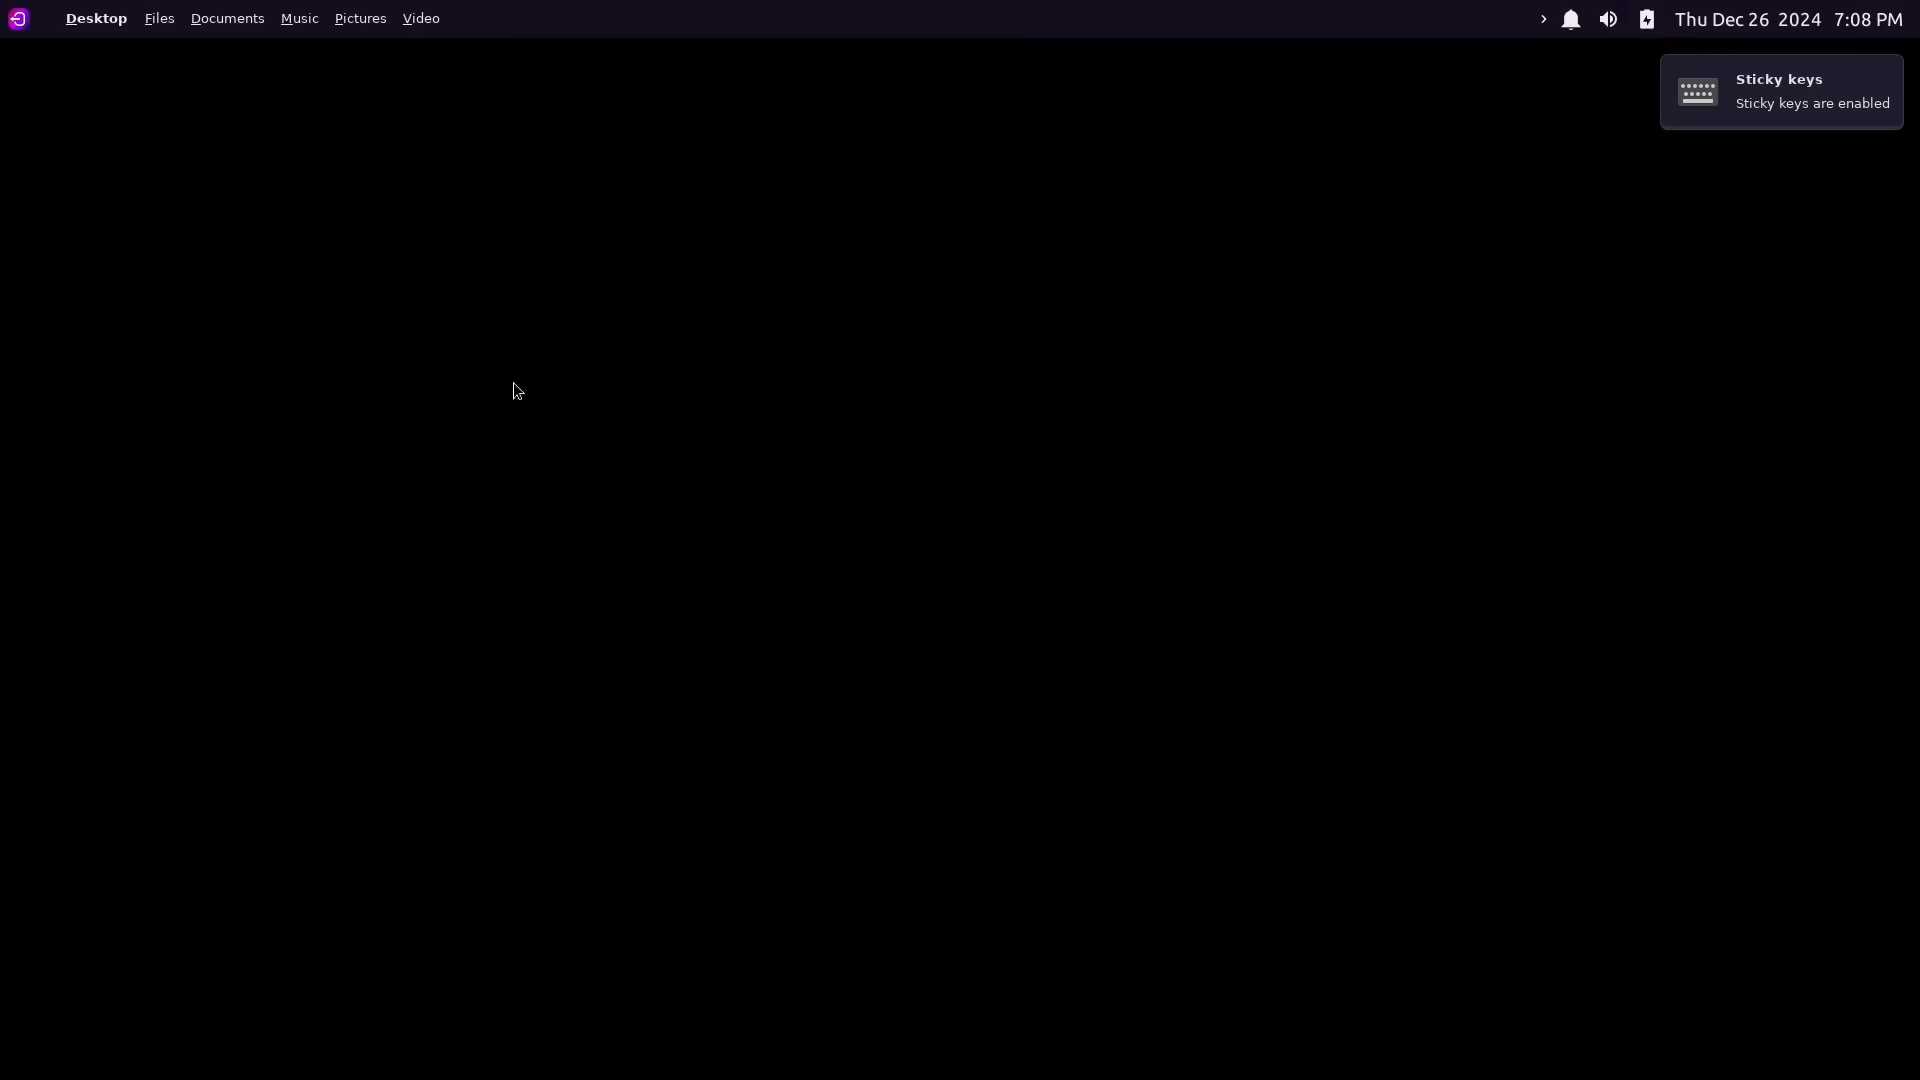 Desktop Files Documents Music Pictures Video
Thu Dec 26 2024 7:08 PM
Sticky keys
Sticky keys are enabled